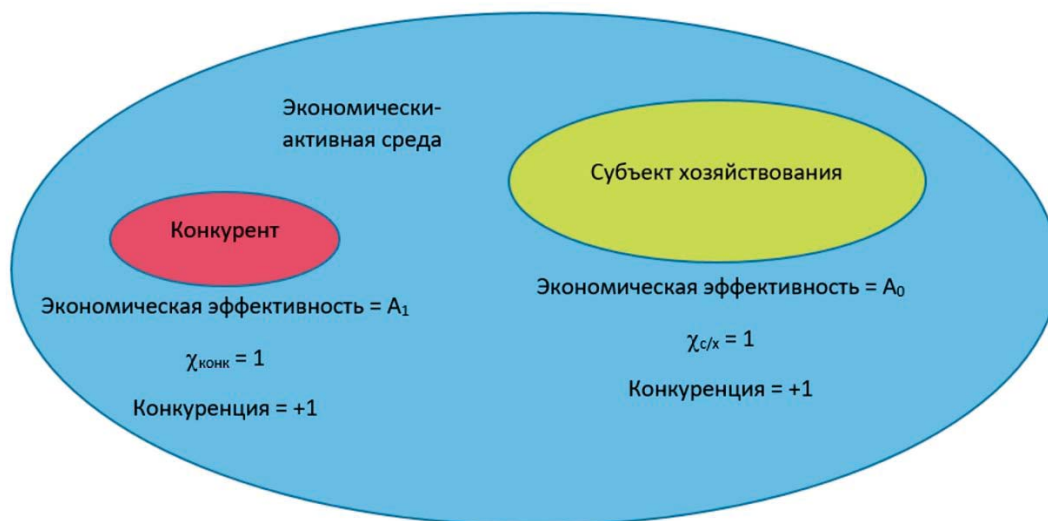 Экономически-
активная среда
Субъект хозяйствования
Конкурент
Экономическая эффективность = A₀
Экономическая эффективность = A₁
χс/х = 1
χконк = 1
Конкуренция = +1
Конкуренция = +1